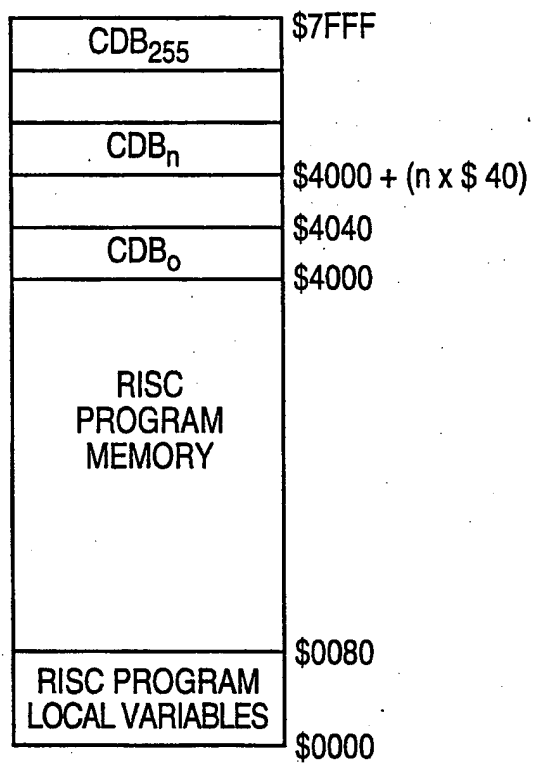 $7FFF
CDB255
CDBn
$4000 + (n x $ 40)
$4040
CDBo
$4000
RISC
PROGRAM
MEMORY
$0080
RISC PROGRAM
LOCAL VARIABLES
$0000